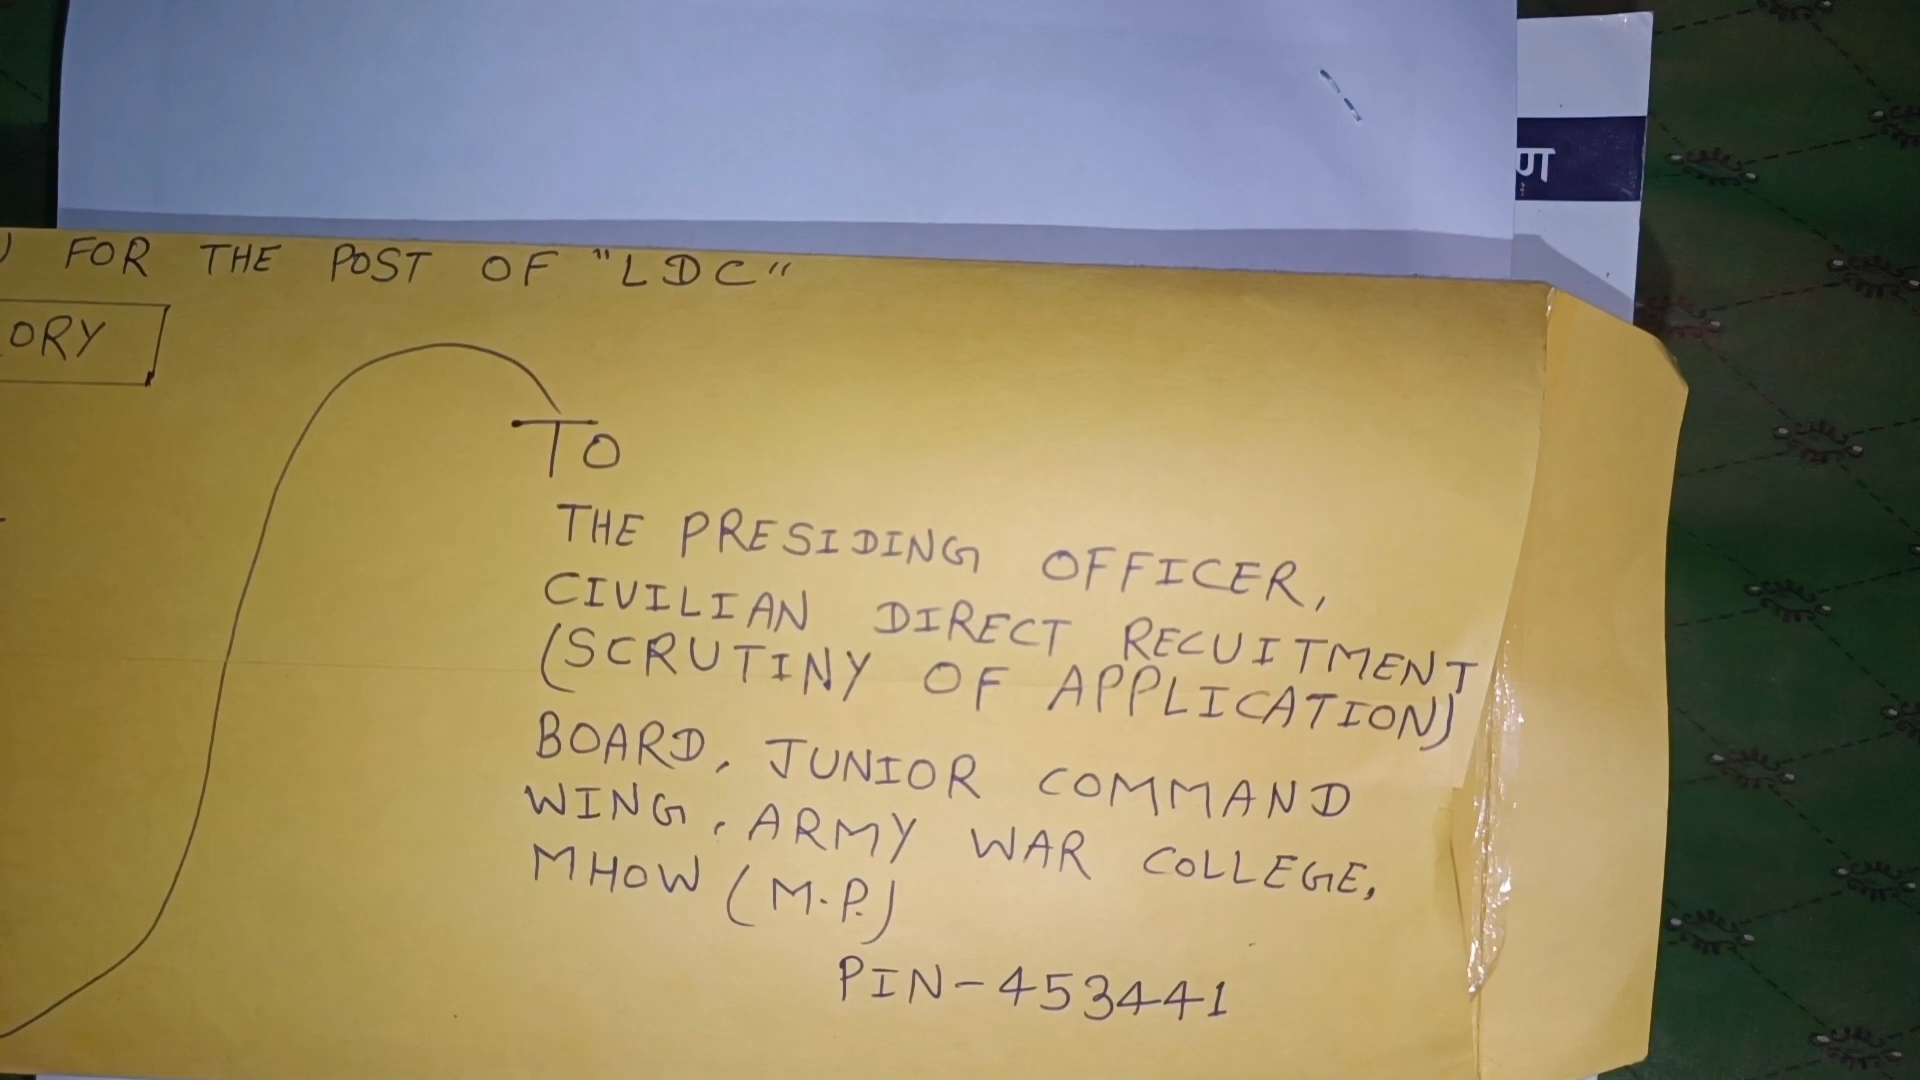 ण
) FOR THE POST OF "LDC"
ORY
TO
THE PRESIDING OFFICER,
CIVILIAN DIRECT RECUITMENT
(SCRUTINY OF APPLICATION)
BOARD, JUNIOR COMMAND
WING, ARMY WAR COLLEGE,
MHOW (M.P.)
PIN-453441